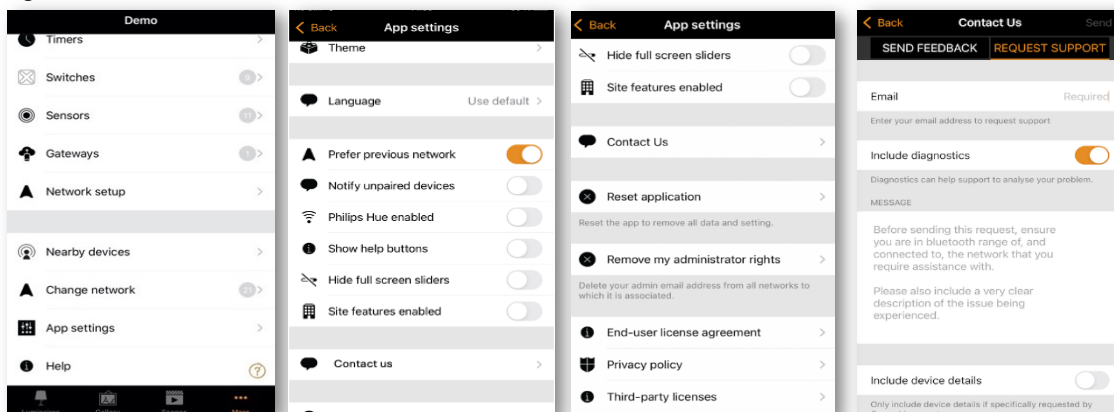 Demo
Timers
Switches
9
Sensors
11
Gateways
1
Network setup
Nearby devices
Change network
23
App settings
Help
?
More
Back
App settings
Theme
Language
Use default
Prefer previous network
Notify unpaired devices
Philips Hue enabled
Show help buttons
Hide full screen sliders
Site features enabled
Contact us
Back
App settings
Hide full screen sliders
Site features enabled
Contact Us
Reset application
Reset the app to remove all data and setting.
Remove my administrator rights
Delete your admin email address from all networks to
which it is associated.
End-user license agreement
Privacy policy
Third-party licenses
Back
Contact Us
Send
SEND FEEDBACK
REQUEST SUPPORT
Email
Required
Enter your email address to request support
Include diagnostics
Diagnostics can help support to analyse your problem.
MESSAGE
Before sending this request, ensure
you are in bluetooth range of, and
connected to, the network that you
require assistance with.
Please also include a very clear
description of the issue being
experienced.
Include device details
Only include device details if specifically requested by